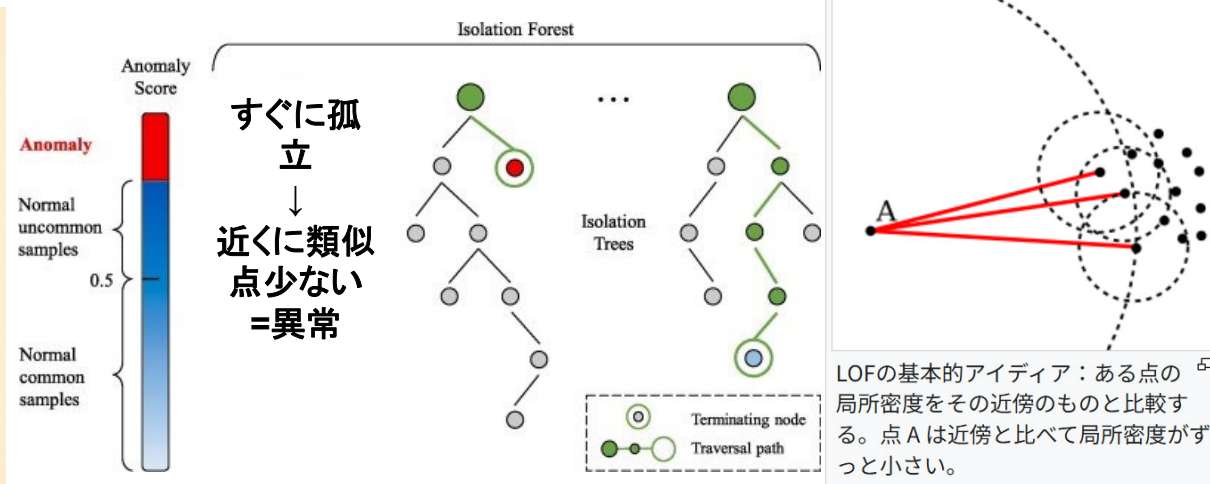 Isolation Forest
Anomaly
Score
Anomaly
Normal
uncommon
samples
0.5
Normal
common
samples
すぐに孤
立
↓
近くに類似
点少ない
=異常
...
Isolation
Trees
Terminating node
Traversal path
A
LOFの基本的アイディア：ある点の
局所密度をその近傍のものと比較す
る。点 A は近傍と比べて局所密度がず
っと小さい。